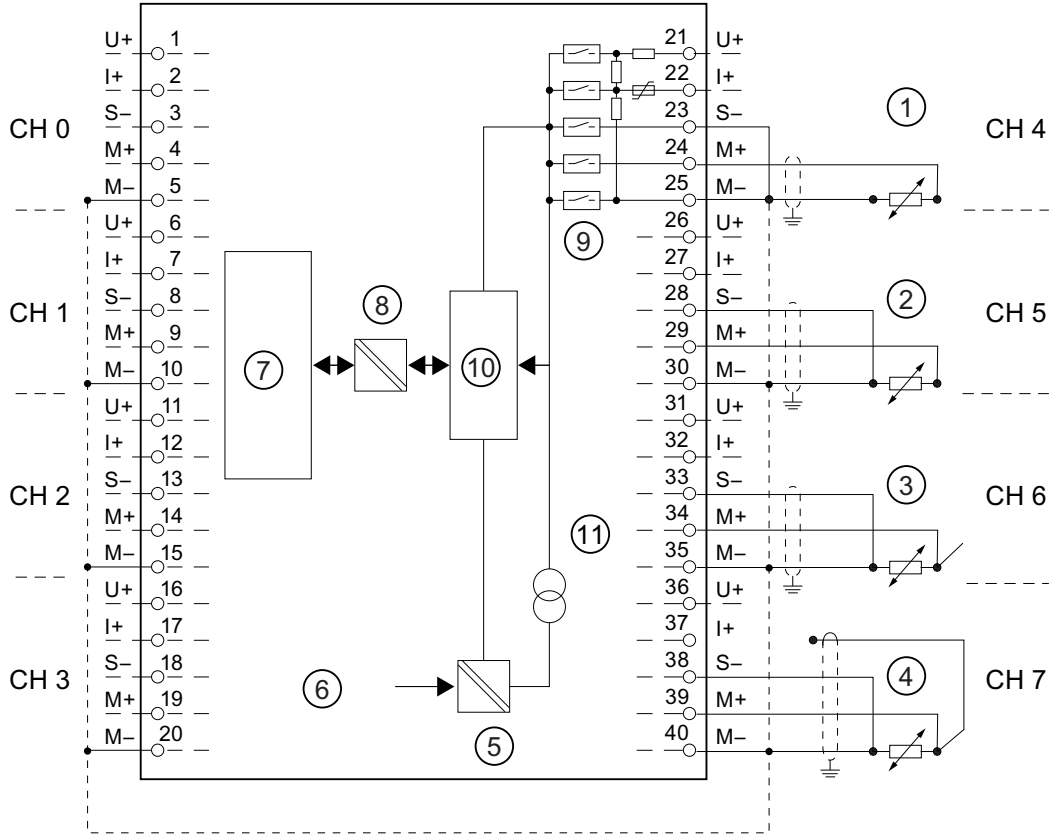 CH 0
U+ 1
I+ 2
S– 3
M+ 4
M– 5
CH 1
U+ 6
I+ 7
S– 8
M+ 9
M– 10
CH 2
U+ 11
I+ 12
S– 13
M+ 14
M– 15
CH 3
U+ 16
I+ 17
S– 18
M+ 19
M– 20
7
8
10
9
11
6
5
21 U+
22 I+
23 S–
24 M+
25 M–
1
CH 4
26 U+
27 I+
28 S–
29 M+
30 M–
2
CH 5
31 U+
32 I+
33 S–
34 M+
35 M–
3
CH 6
36 U+
37 I+
38 S–
39 M+
40 M–
4
CH 7